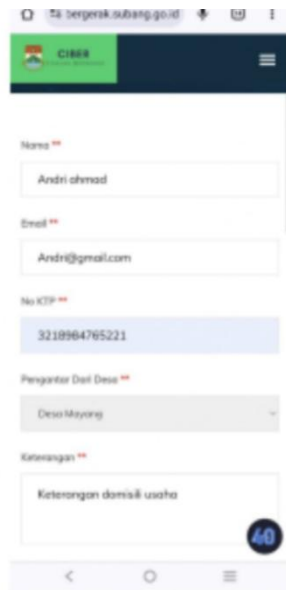 bergerak.subang.go.id
CIBER
Nama **
Andri ahmad
Email **
Andri@gmail.com
No KTP **
3218984765221
Pengantar Dari Desa **
Desa Mayang
Keterangan **
Keterangan domisili usaha
40